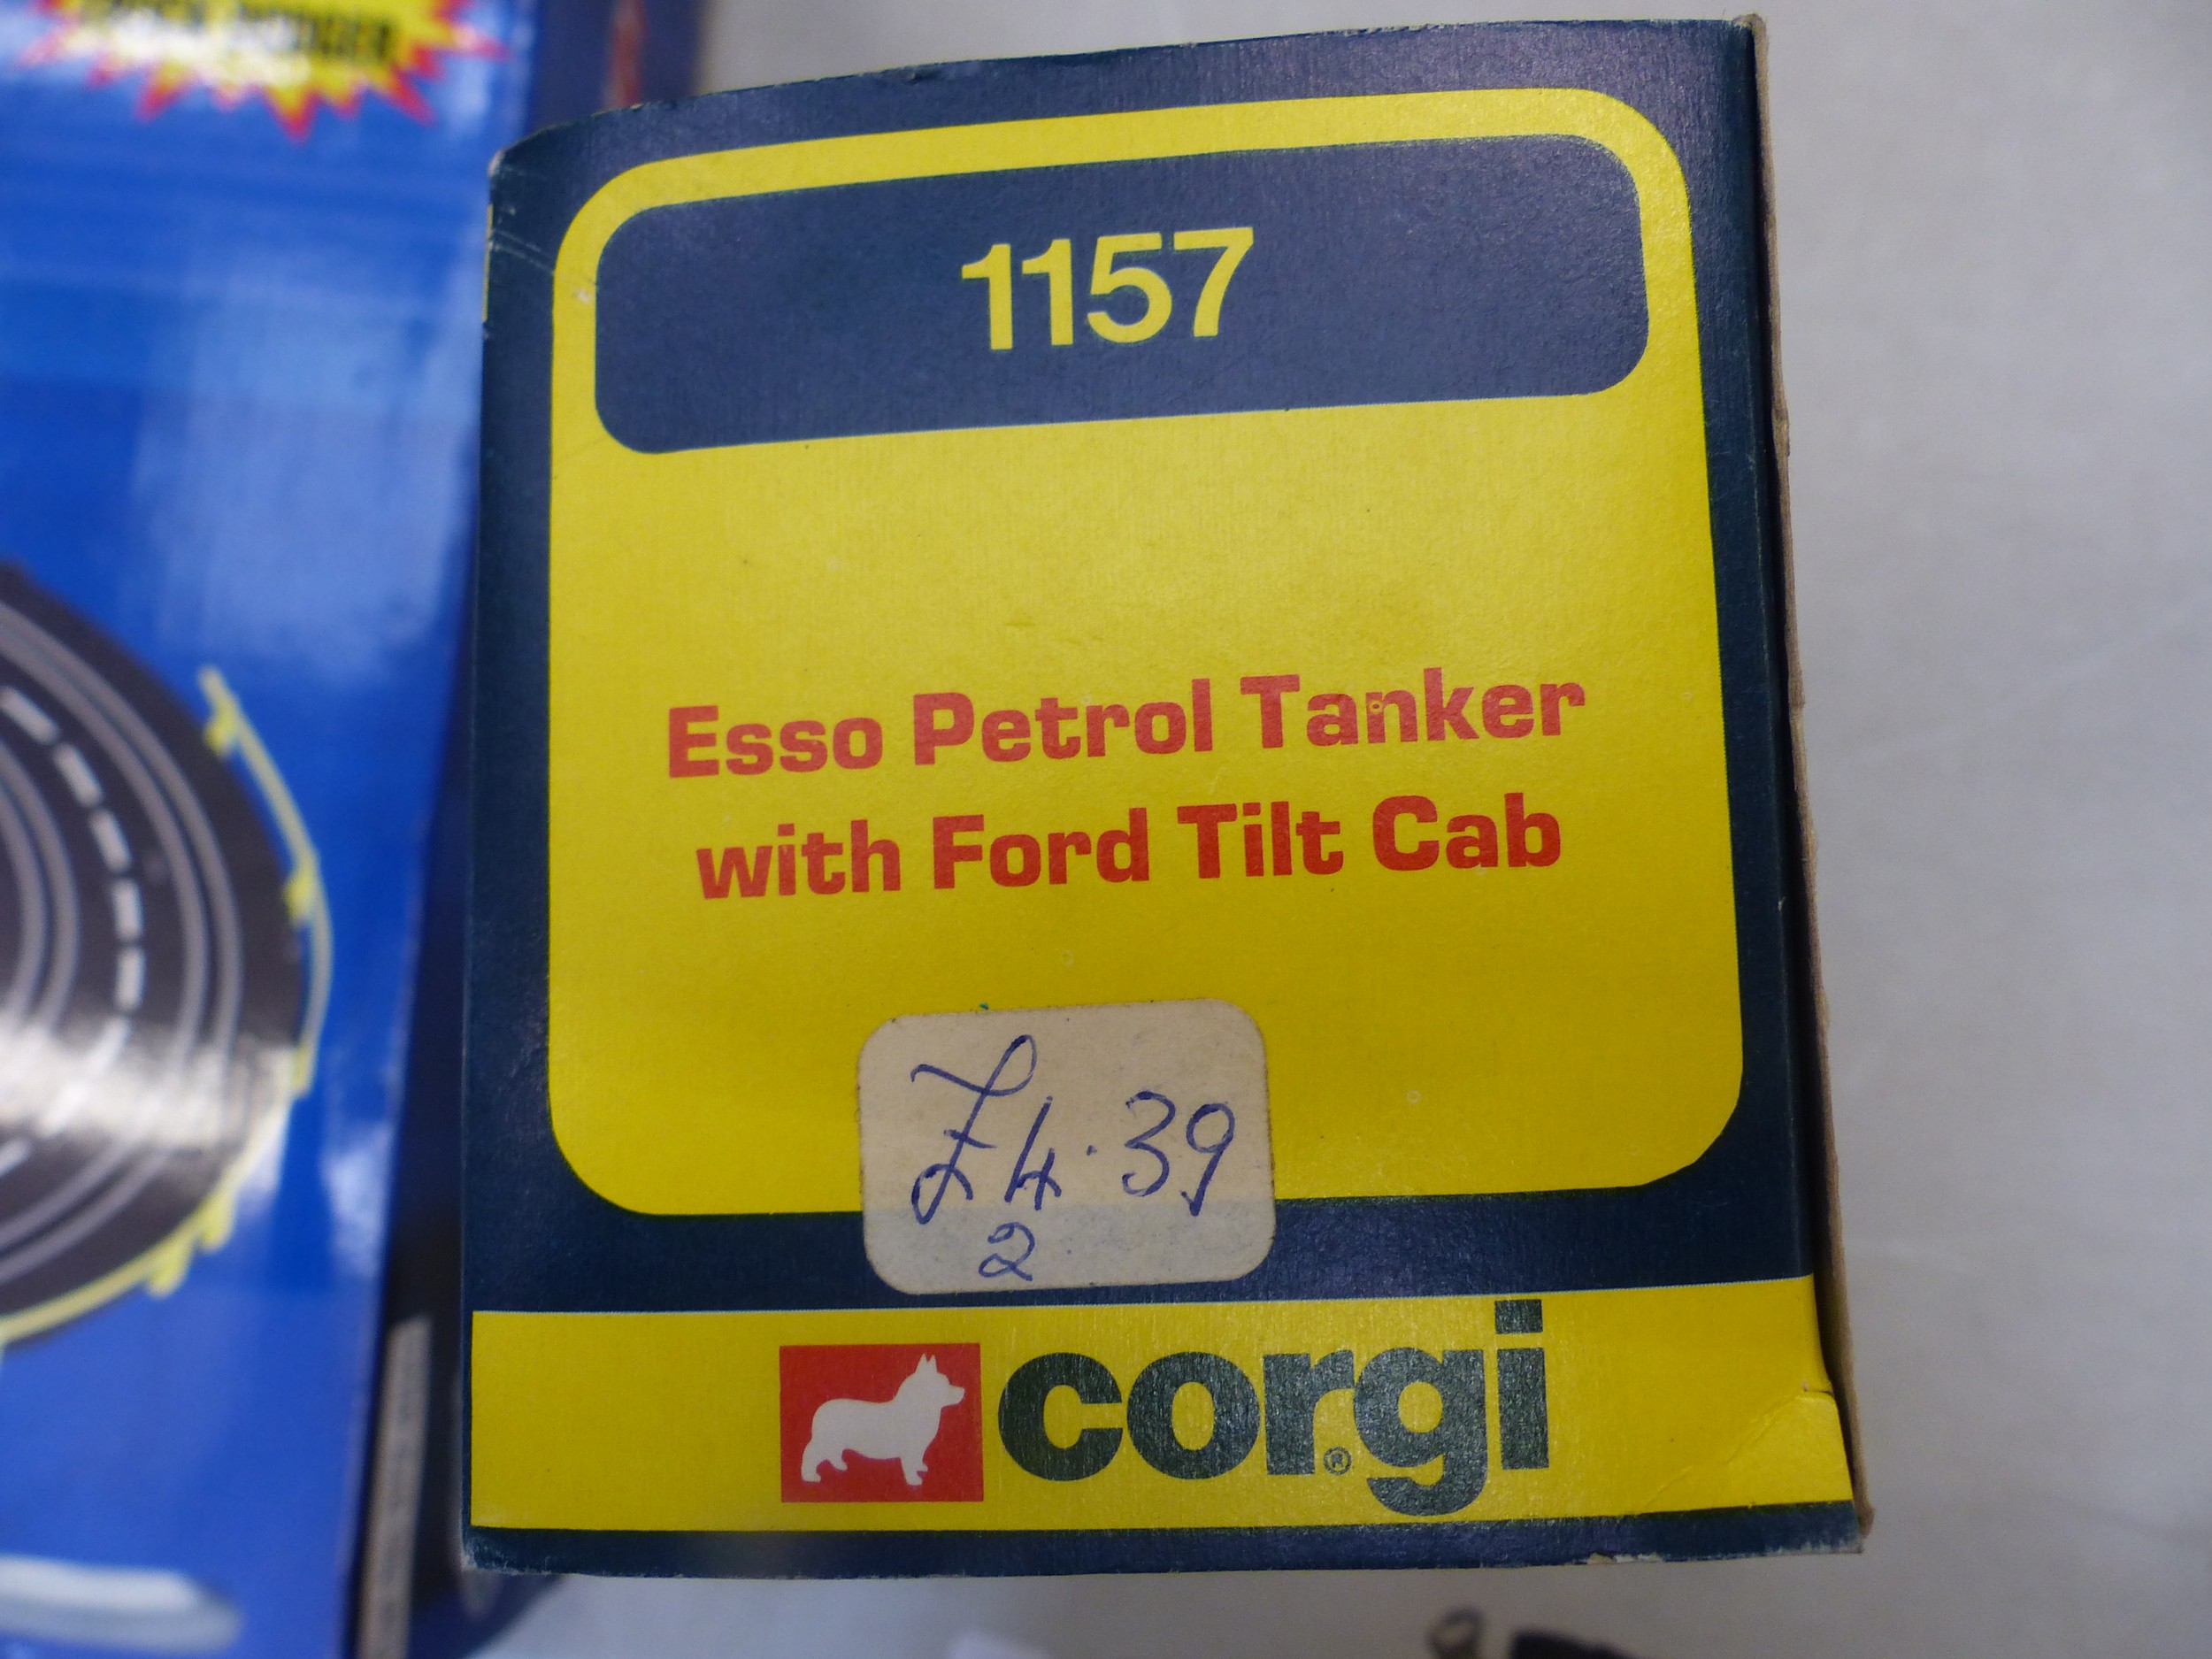 1157
Esso Petrol Tanker
with Ford Tilt Cab
£4.39
2
corgi®